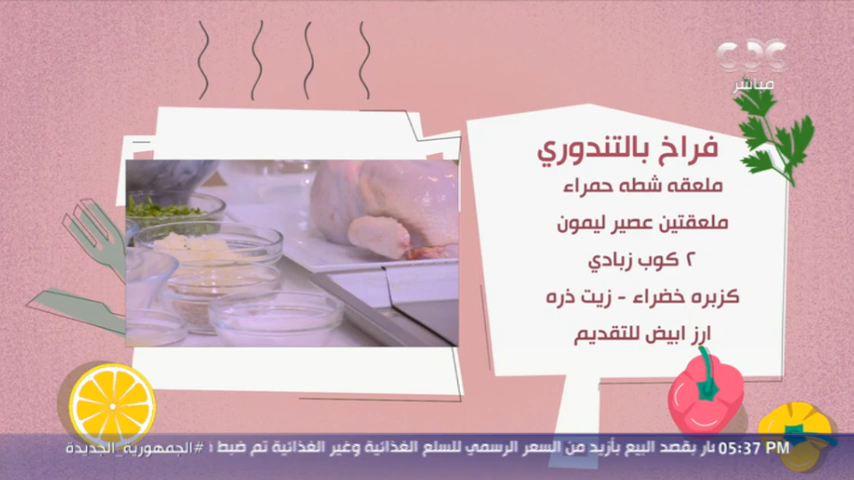 CBC
مباشر
فراخ بالتندوري
ملعقه شطه حمراء
ملعقتين عصير ليمون
٢ كوب زبادي
كزبره خضراء - زيت ذره
ارز ابيض للتقديم
05:37 PM
بقصد البيع بأزيد من السعر الرسمي للسلع الغذائية وغير الغذائية تم ضبط
#الجمهورية_الجديدة